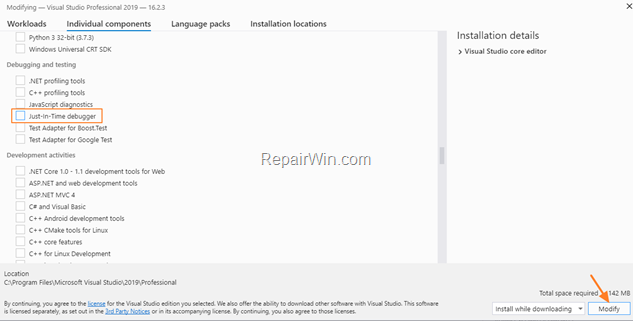 Modifying — Visual Studio Professional 2019 — 16.2.3
Workloads Individual components Language packs Installation locations
Python 3 32-bit (3.7.3)
Windows Universal CRT SDK
Debugging and testing
.NET profiling tools
C++ profiling tools
JavaScript diagnostics
Just-In-Time debugger
Test Adapter for Boost.Test
Test Adapter for Google Test
Development activities
.NET Core 1.0 - 1.1 development tools for Web
ASP.NET and web development tools
ASP.NET MVC 4
C# and Visual Basic
C++ Android development tools
C++ CMake tools for Linux
C++ core features
C++ for Linux Development
Installation details
Visual Studio core editor
RepairWin.com
Location
C:\Program Files\Microsoft Visual Studio\2019\Professional
Total space required 142 MB
By continuing, you agree to the license for the Visual Studio edition you selected. We also offer the ability to download other software with Visual Studio. This software
is licensed separately, as set out in the 3rd Party Notices or in its accompanying license. By continuing, you also agree to those licenses.
Install while downloading
Modify